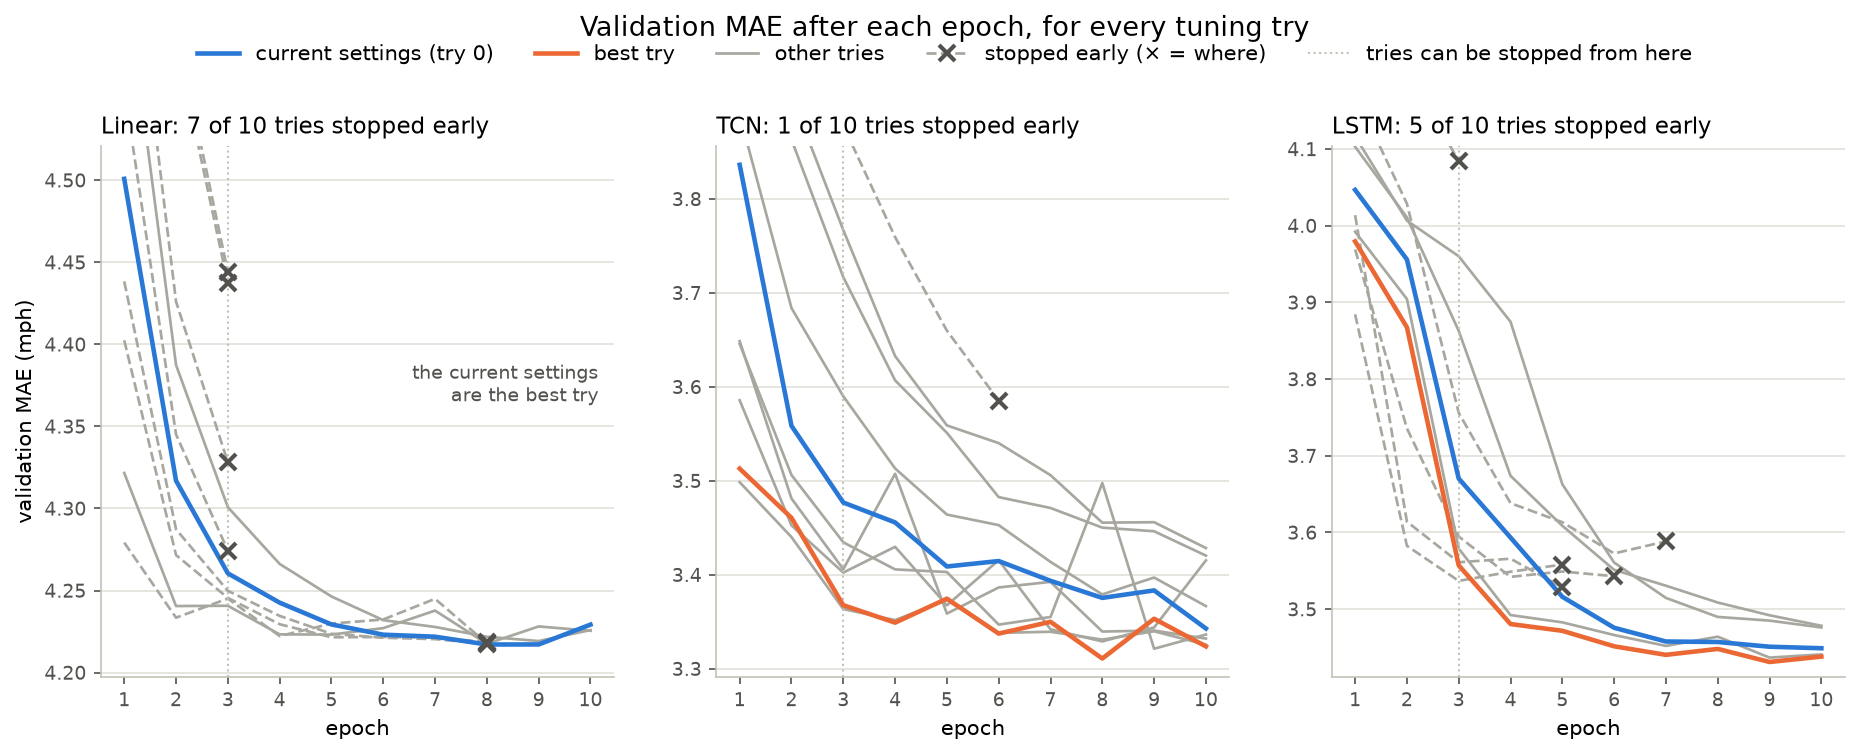 Validation MAE after each epoch, for every tuning try
current settings (try 0) best try other tries stopped early (× = where) tries can be stopped from here
Linear: 7 of 10 tries stopped early
validation MAE (mph)
4.50
4.45
4.40
4.35
4.30
4.25
4.20
the current settings
are the best try
1 2 3 4 5 6 7 8 9 10
epoch
TCN: 1 of 10 tries stopped early
3.8
3.7
3.6
3.5
3.4
3.3
1 2 3 4 5 6 7 8 9 10
epoch
LSTM: 5 of 10 tries stopped early
4.1
4.0
3.9
3.8
3.7
3.6
3.5
1 2 3 4 5 6 7 8 9 10
epoch